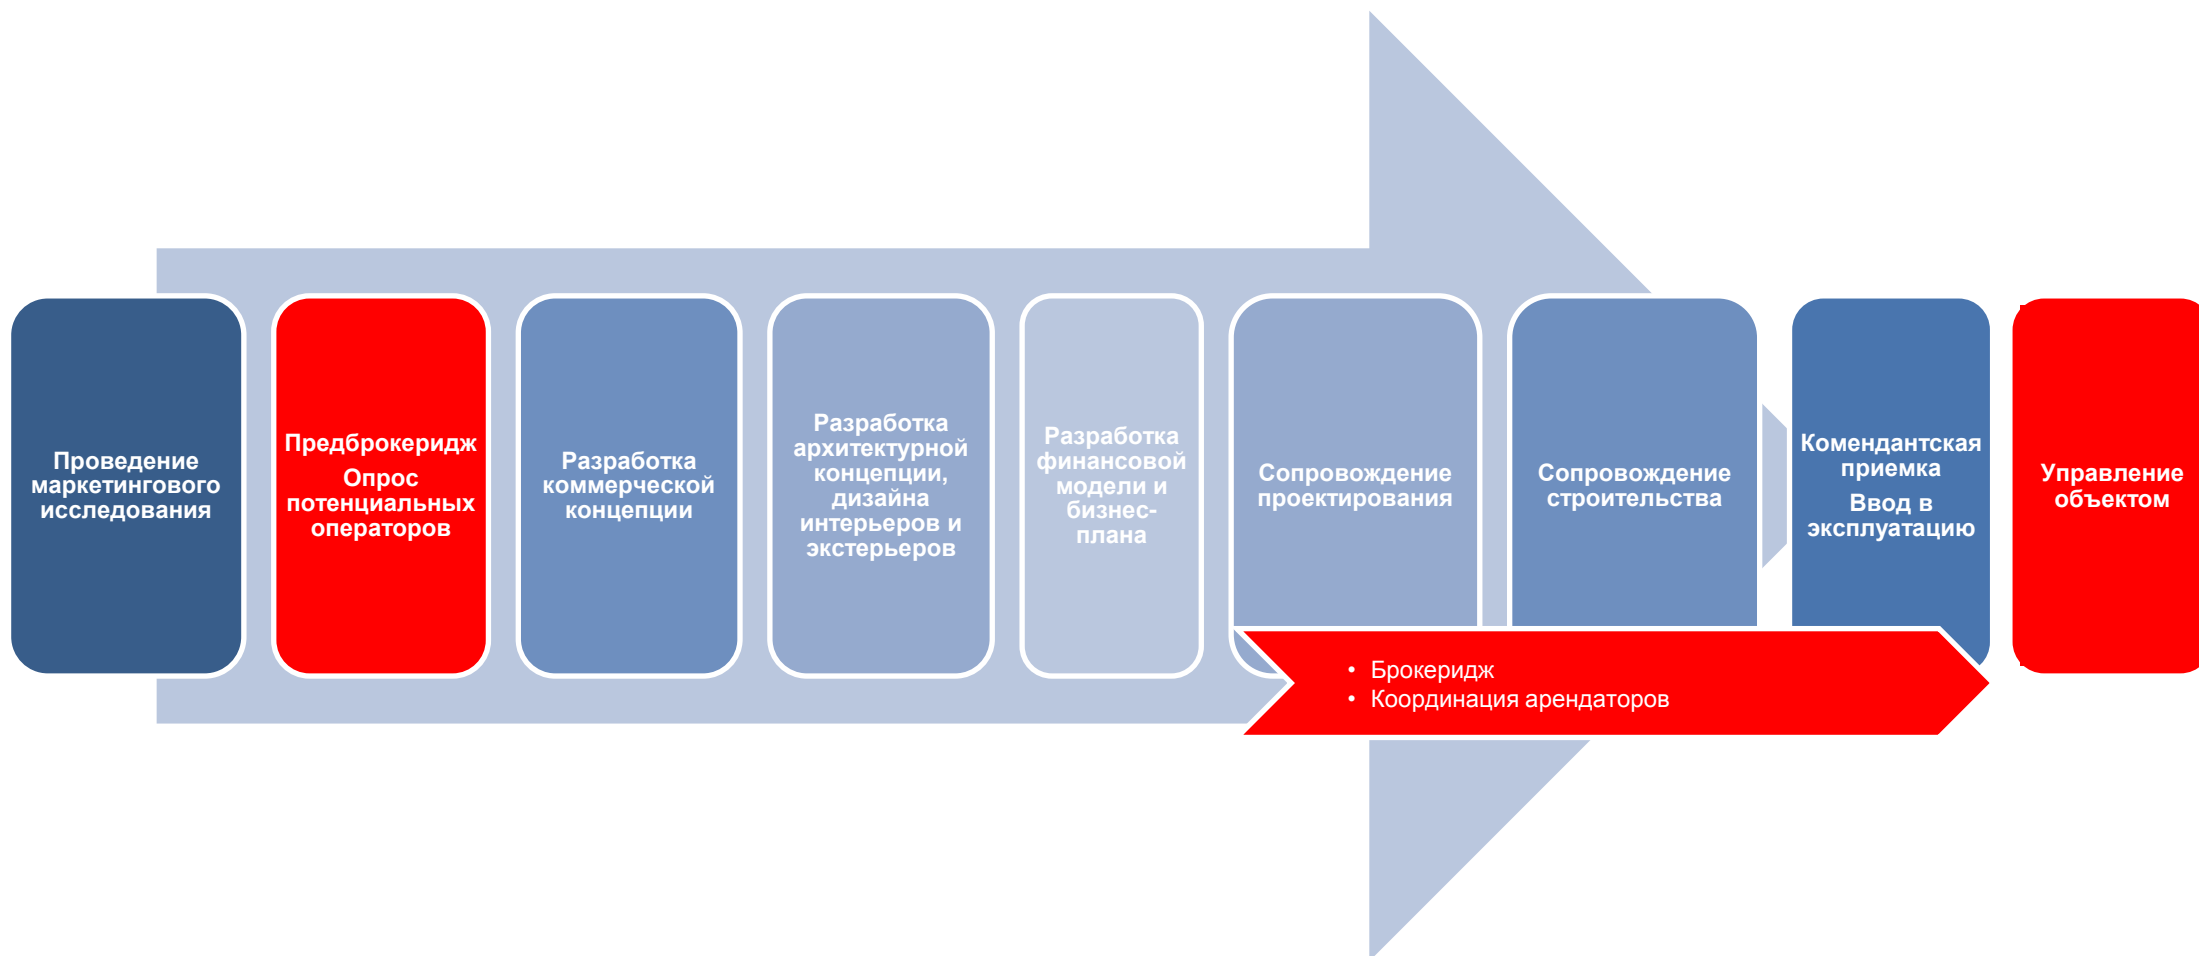 Проведение
маркетингового
исследования
Предброкеридж
Опрос
потенциальных
операторов
Разработка
коммерческой
концепции
Разработка
архитектурной
концепции,
дизайна
интерьеров и
экстерьеров
Разработка
финансовой
модели и
бизнес-
плана
Сопровождение
проектирования
Сопровождение
строительства
Комендантская
приемка
Ввод в
эксплуатацию
Управление
объектом
• Брокеридж
• Координация арендаторов